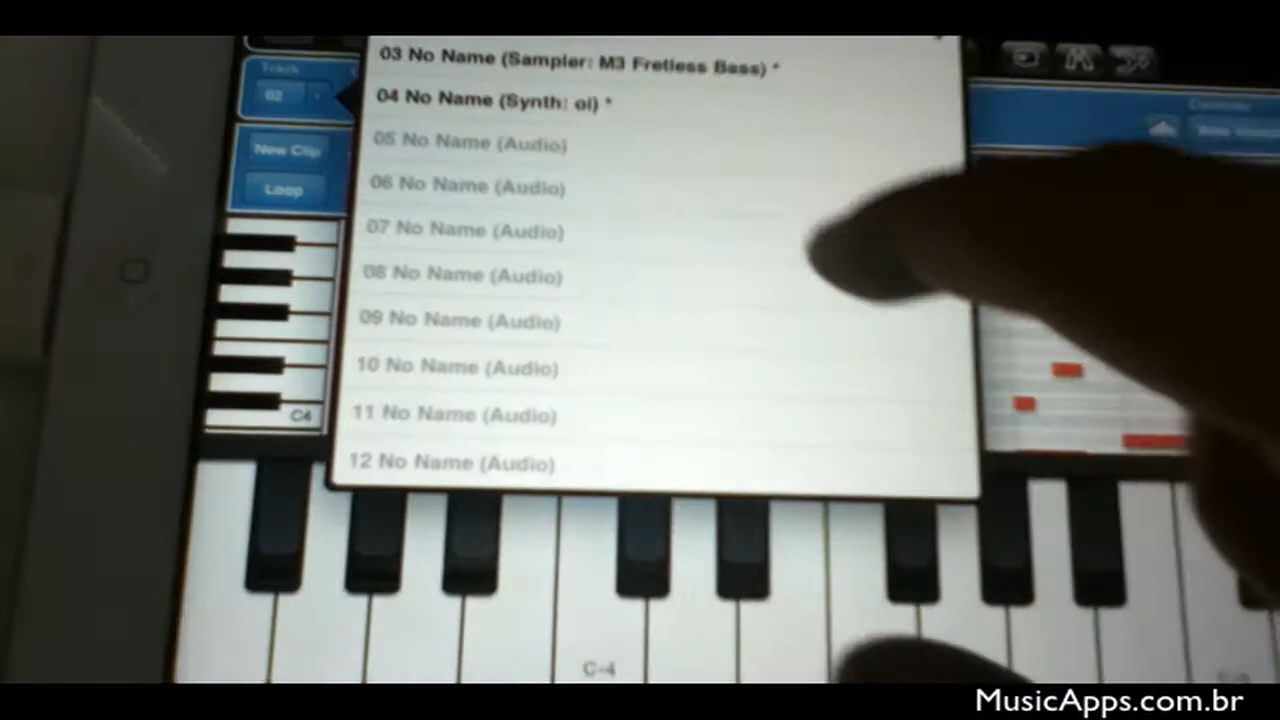 03 No Name (Sampler: M3 Fretless Bass) *
Track
04 No Name (Synth: oi) *
02
05 No Name (Audio)
New Clip
06 No Name (Audio)
Loop
07 No Name (Audio)
08 No Name (Audio)
09 No Name (Audio)
10 No Name (Audio)
11 No Name (Audio)
C4
12 No Name (Audio)
C-4
MusicApps.com.br